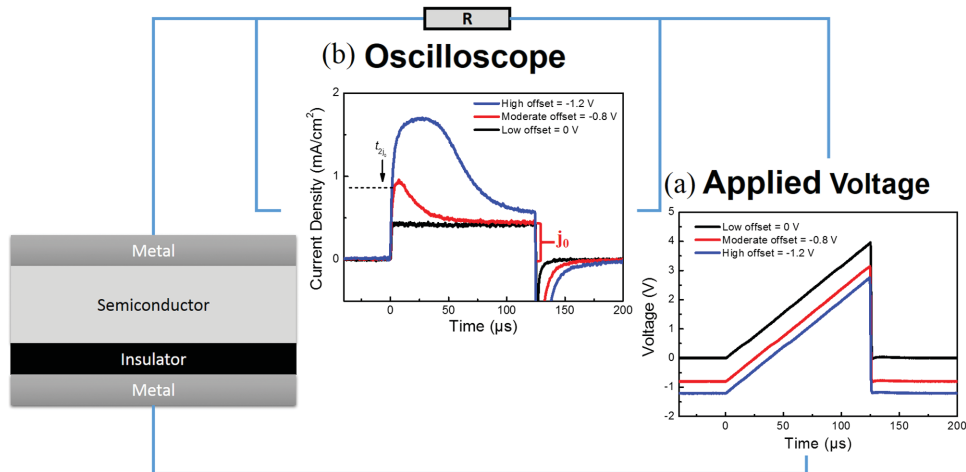 R
(b) Oscilloscope
2
1
0
Current Density (mA/cm²)
High offset = -1.2 V
Moderate offset = -0.8 V
Low offset = 0 V
t2j₀
j₀
0
50
100
150
200
Time (µs)
(a) Applied Voltage
5
4
3
2
1
0
-1
-2
Voltage (V)
Low offset = 0 V
Moderate offset = -0.8 V
High offset = -1.2 V
0
50
100
150
200
Time (µs)
Metal
Semiconductor
Insulator
Metal